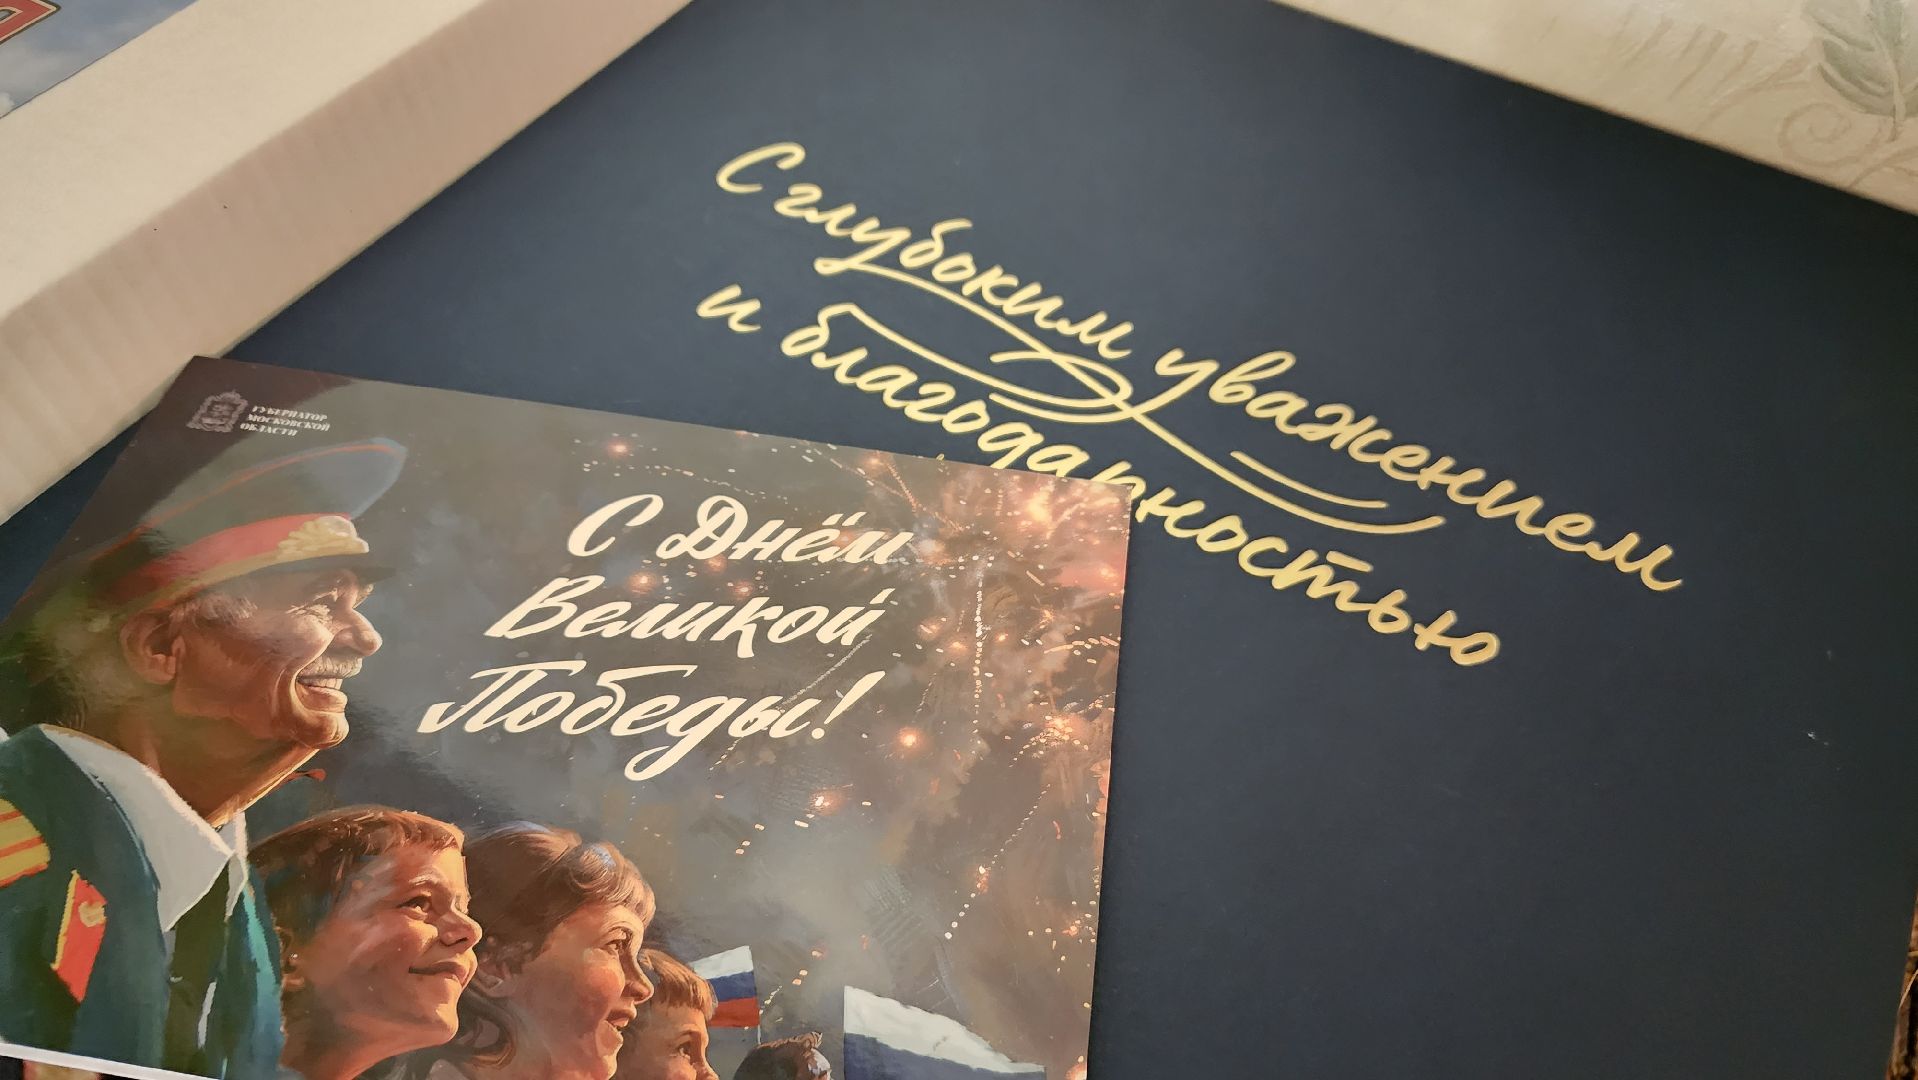 С глубоким уважением
и благодарностью
ГУБЕРНАТОР
МОСКОВСКОЙ
ОБЛАСТИ
С Днём
Великой
Победы!